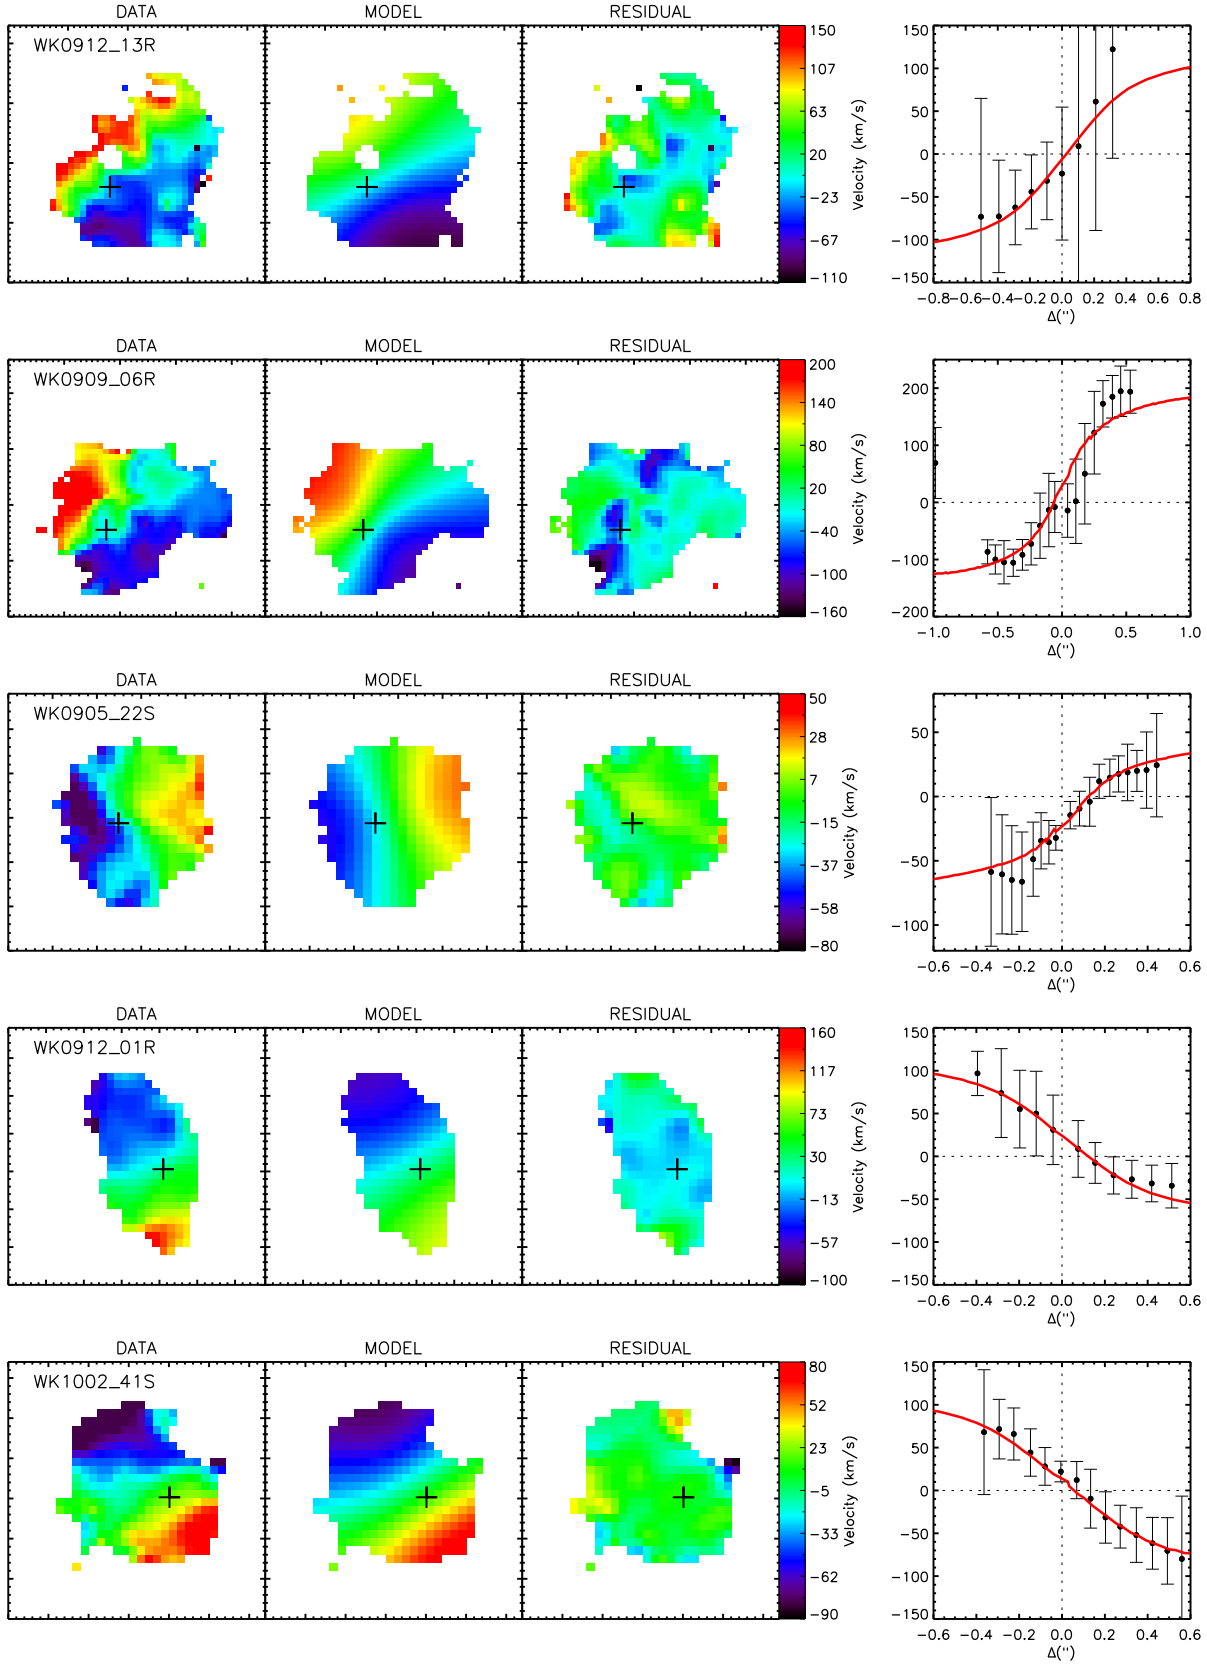 DATA MODEL RESIDUAL
WK0912_13R
150
107
63
20
−23
−67
−110
Velocity (km/s)
150
100
50
0
−50
−100
−150
−0.8 −0.6 −0.4 −0.2 0.0 0.2 0.4 0.6 0.8
Δ(")
DATA MODEL RESIDUAL
WK0909_06R
200
140
80
20
−40
−100
−160
Velocity (km/s)
200
100
0
−100
−200
−1.0 −0.5 0.0 0.5 1.0
Δ(")
DATA MODEL RESIDUAL
WK0905_22S
50
28
7
−15
−37
−58
−80
Velocity (km/s)
50
0
−50
−100
−0.6 −0.4 −0.2 0.0 0.2 0.4 0.6
Δ(")
DATA MODEL RESIDUAL
WK0912_01R
160
117
73
30
−13
−57
−100
Velocity (km/s)
150
100
50
0
−50
−100
−150
−0.6 −0.4 −0.2 0.0 0.2 0.4 0.6
Δ(")
DATA MODEL RESIDUAL
WK1002_41S
80
52
23
−5
−33
−62
−90
Velocity (km/s)
150
100
50
0
−50
−100
−150
−0.6 −0.4 −0.2 0.0 0.2 0.4 0.6
Δ(")